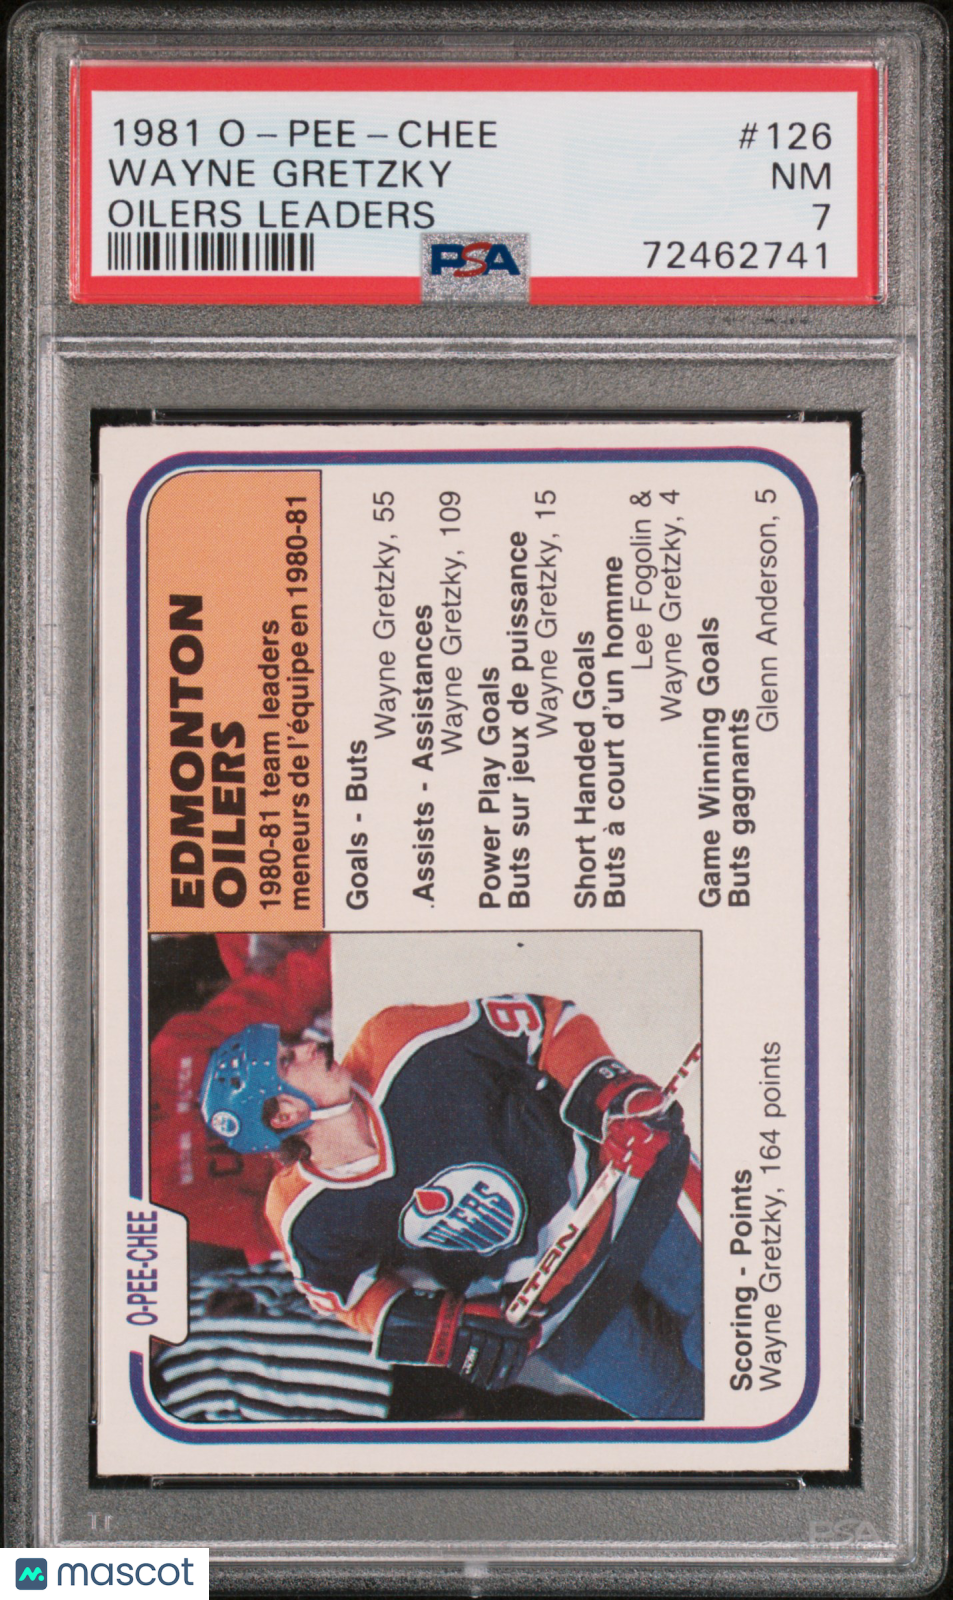 1981 O-PEE-CHEE #126
WAYNE GRETZKY NM
OILERS LEADERS 7
PSA 72462741
EDMONTON
OILERS
1980-81 team leaders
meneurs de l'équipe en 1980-81
Goals - Buts
Wayne Gretzky, 55
Assists - Assistances
Wayne Gretzky, 109
Power Play Goals
Buts sur jeux de puissance
Wayne Gretzky, 15
Short Handed Goals
Buts à court d'un homme
Lee Fogolin &
Wayne Gretzky, 4
Game Winning Goals
Buts gagnants
Glenn Anderson, 5
O-PEE-CHEE
OILERS
TITAN
99
Scoring - Points
Wayne Gretzky, 164 points
PSA
mascot